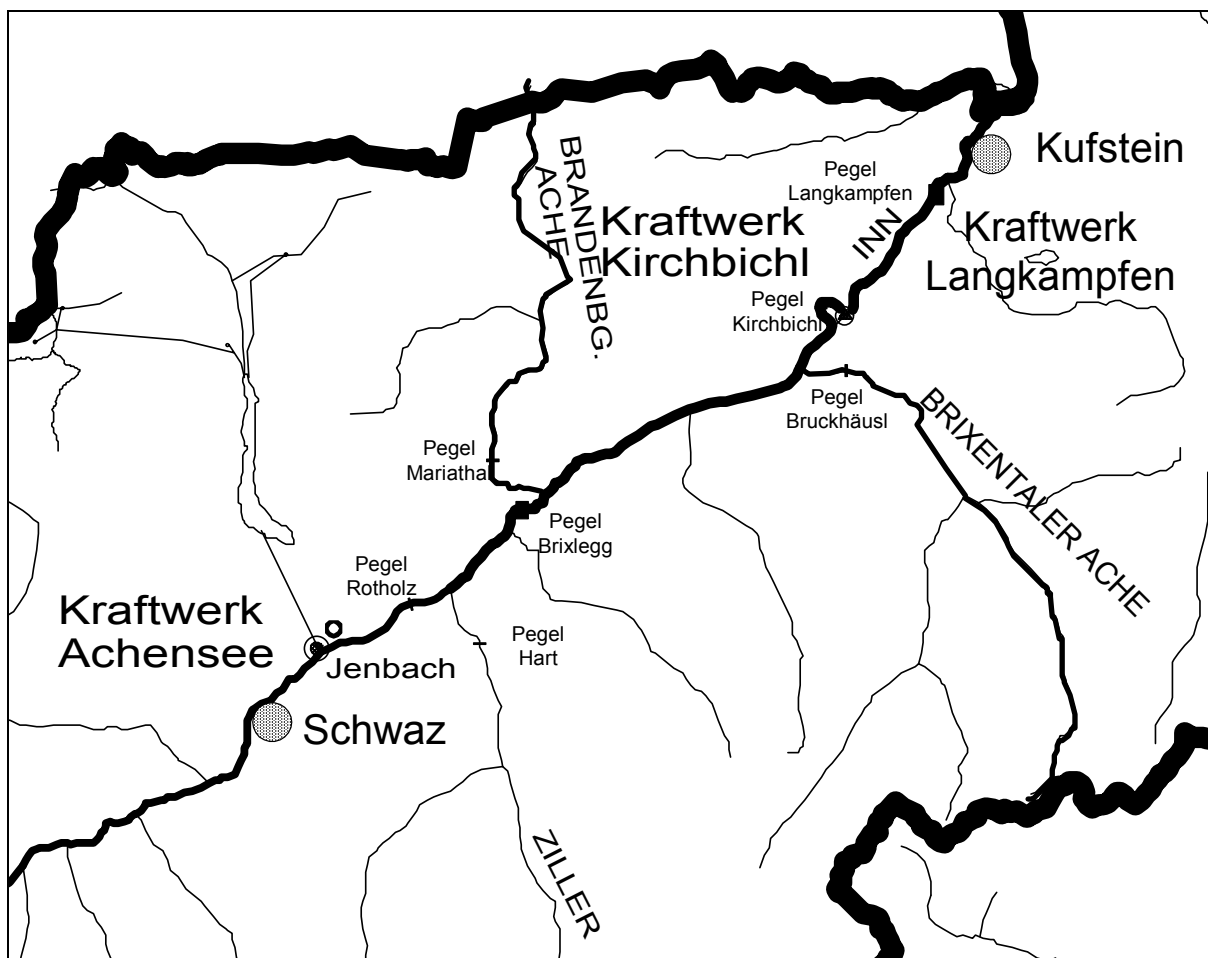 BRANDENBG.
ACHE
Kufstein
Pegel
Langkampfen
Kraftwerk
Kirchbichl
INN
Kraftwerk
Langkampfen
Pegel
Kirchbichl
Pegel
Bruckhäusl
BRIXENTALER ACHE
Pegel
Mariathal
Pegel
Brixlegg
Pegel
Rotholz
Kraftwerk
Achensee
Pegel
Hart
Jenbach
Schwaz
ZILLER